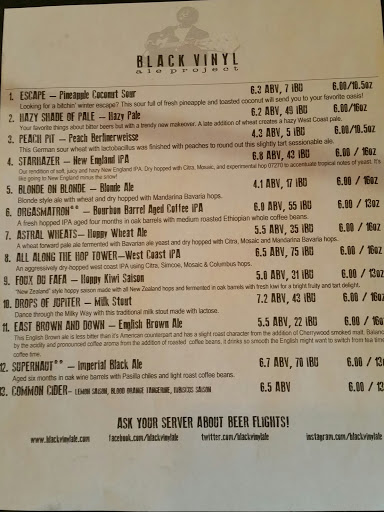 BLACK VINYL
ale project
1. ESCAPE – Pineapple Coconut Sour 6.3 ABV, 7 IBU 6.00/10.5oz
Looking for a bitchin' winter escape? This sour full of fresh pineapple and toasted coconut will send you to your favorite oasis!
2. HAZY SHADE OF PALE – Hazy Pale 6.2 ABV, 49 IBU 6.00/16oz
Your favorite things about bitter beers but with a trendy new makeover. A late addition of wheat creates a hazy West Coast pale.
3. PEACH PIT – Peach Berlinerweisse 4.3 ABV, 5 IBU 6.00/10.5oz
This German sour wheat with lactobacillus was finished with peaches to round out this slightly tart sessionable ale.
4. STARHAZER – New England IPA 6.8 ABV, 43 IBU 6.00 / 16oz
Our rendition of soft, juicy and hazy New England IPA. Dry hopped with Citra, Mosaic, and experimental hop 07270 to accentuate tropical notes of yeast. It's
like going to New England minus the snow!
5. BLONDE ON BLONDE – Blonde Ale 4.1 ABV, 17 IBU 6.00 / 16oz
Blonde style ale with wheat and dry hopped with Mandarina Bavaria hops.
6. ORGASMATRON** – Bourbon Barrel Aged Coffee IPA 6.9 ABV, 55 IBU 6.00 / 13oz
A fresh hopped IPA aged four months in oak barrels with medium roasted Ethiopian whole coffee beans.
7. ASTRAL WHEATS– Hoppy Wheat Ale 5.5 ABV, 35 IBU 6.00 / 16oz
A wheat forward pale ale fermented with Bavarian ale yeast and dry hopped with Citra, Mosaic and Mandarina Bavaria hops.
8. ALL ALONG THE HOP TOWER–West Coast IPA 6.5 ABV, 75 IBU 6.00 / 16oz
An aggressively dry-hopped west coast IPA using Citra, Simcoe, Mosaic & Columbus hops.
9. FOUX DU FAFA – Hoppy Kiwi Saison 5.0 ABV, 31 IBU 6.00 / 13oz
"New Zealand" style hoppy saison made with all New Zealand hops and fermented in oak barrels with fresh kiwi for a bright fruity and tart delight.
10. DROPS OF JUPITER – Milk Stout 7.2 ABV, 43 IBU 6.00 / 16oz
Dance through the Milky Way with this traditional milk stout made with lactose.
11. EAST BROWN AND DOWN – English Brown Ale 5.5 ABV, 22 IBU 6.00 / 16o
This English Brown ale is less bitter than it's American counterpart and has a slight roast character from the addition of Cherrywood smoked malt. Balanc
by the acidity and pronounced coffee aroma from the addition of roasted coffee beans, it drinks so smooth the English might want to switch from tea time
coffee time.
12. SUPERNAUT** – Imperial Black Ale 6.7 ABV, 70 IBU 6.00 / 13o
Aged six months in oak wine barrels with Pasilla chiles and light roast coffee beans.
13. COMMON CIDER– LEMON SAISON, BLOOD ORANGE TANGERINE, HIBISCUS SAISON 6.5 ABV 6.00 / 13
ASK YOUR SERVER ABOUT BEER FLIGHTS!
www.blackvinylale.com facebook.com/blackvinylale twitter.com/blackvinylale instagram.com/blackvinylale